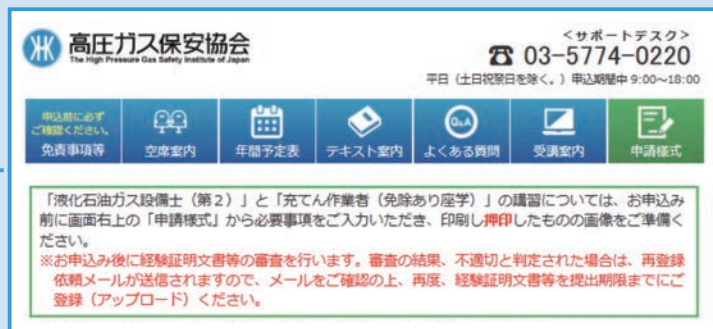 高圧ガス保安協会
The High Pressure Gas Safety Institute of Japan
＜サポートデスク＞
☎ 03-5774-0220
平日（土日祝祭日を除く。）申込期間中 9:00～18:00
申込前に必ず
ご確認ください。
免責事項等
空席案内
年間予定表
テキスト案内
Q&A
よくある質問
受講案内
申請様式
「液化石油ガス設備士（第２）」と「充てん作業者（免除あり座学）」の講習については、お申込み
前に画面右上の「申請様式」から必要事項をご入力いただき、印刷し押印したものの画像をご準備く
ださい。
※お申込み後に経験証明文書等の審査を行います。審査の結果、不適切と判定された場合は、再登録
依頼メールが送信されますので、メールをご確認の上、再度、経験証明文書等を提出期限までにご
登録（アップロード）ください。